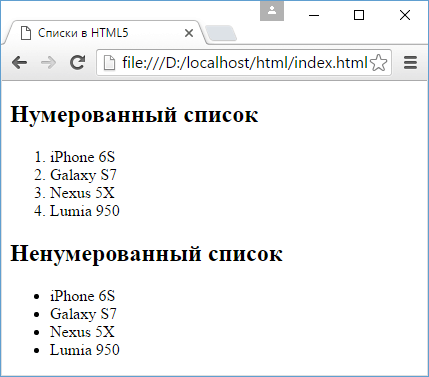 Списки в HTML5
file:///D:/localhost/html/index.html
Нумерованный список
1. iPhone 6S
2. Galaxy S7
3. Nexus 5X
4. Lumia 950
Ненумерованный список
• iPhone 6S
• Galaxy S7
• Nexus 5X
• Lumia 950